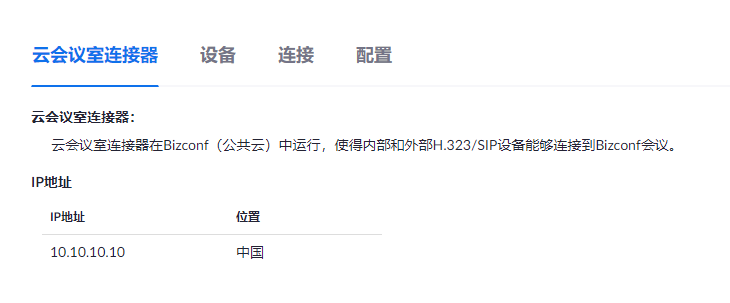 云会议室连接器 设备 连接 配置
云会议室连接器：
云会议室连接器在Bizconf（公共云）中运行，使得内部和外部H.323/SIP设备能够连接到Bizconf会议。
IP地址
IP地址 位置
10.10.10.10 中国